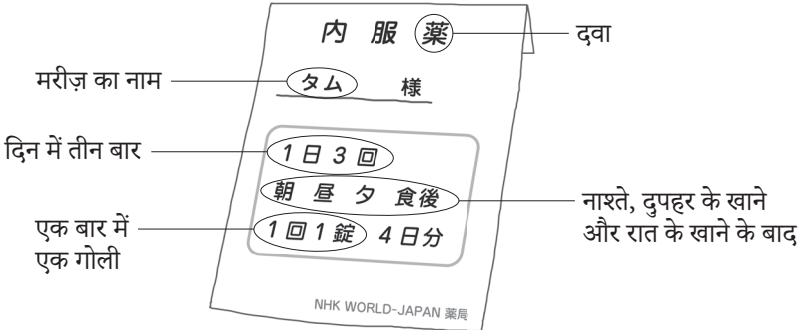 内服薬
दवा
मरीज़ का नाम
タム 様
दिन में तीन बार
1日3回
朝 昼 夕 食後
नाश्ते, दुपहर के खाने
और रात के खाने के बाद
एक बार में
एक गोली
1回1錠 4日分
NHK WORLD-JAPAN 薬局